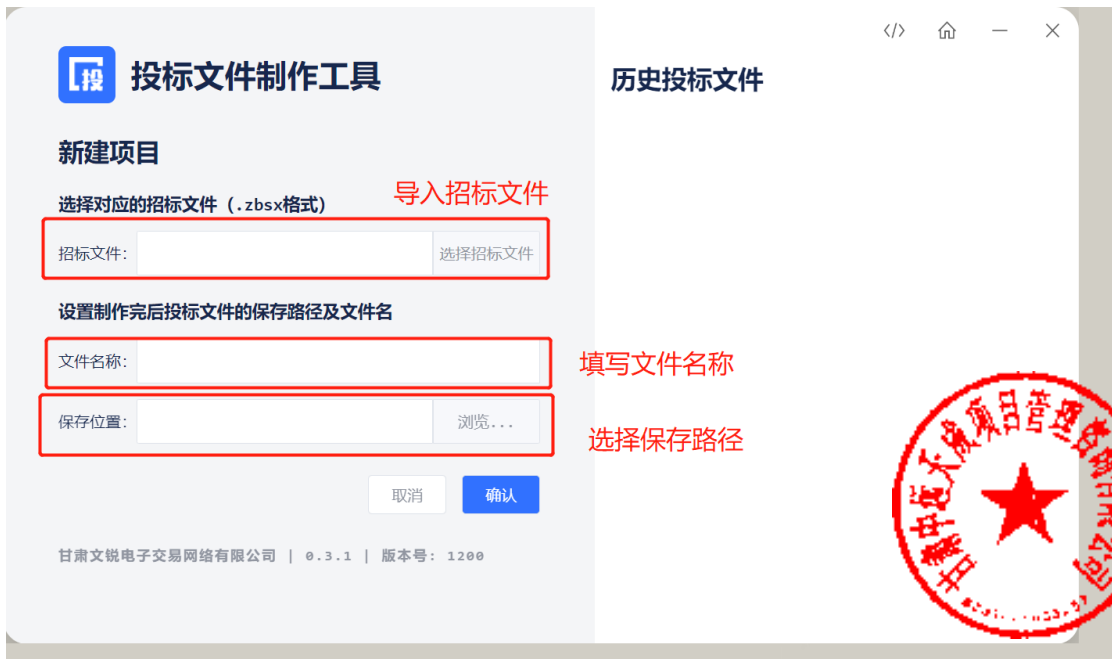 投标文件制作工具
新建项目
选择对应的招标文件（.zbsx格式）
导入招标文件
招标文件：
选择招标文件
设置制作完后投标文件的保存路径及文件名
文件名称：
填写文件名称
保存位置：
浏览...
选择保存路径
取消
确认
甘肃文锐电子交易网络有限公司 | 0.3.1 | 版本号: 1200
历史投标文件